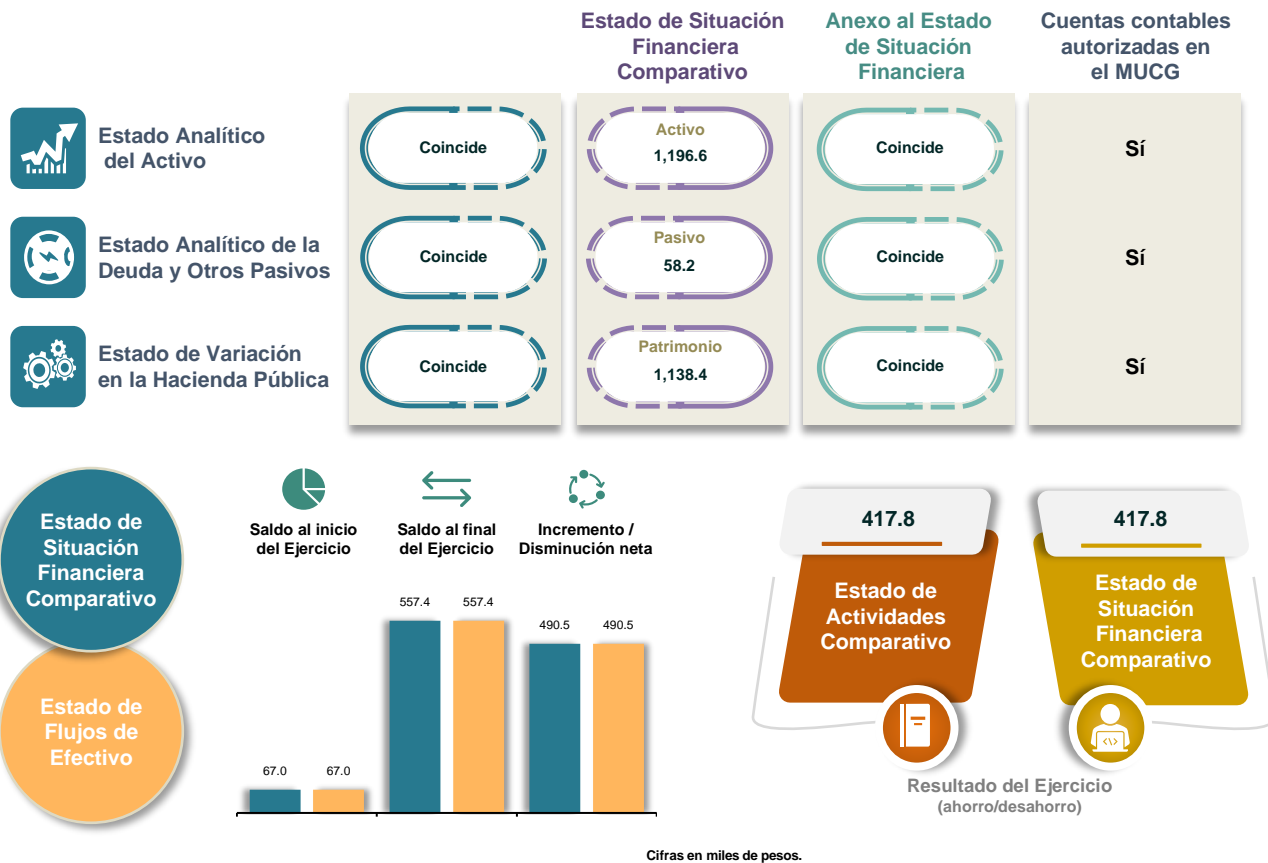 Estado de Situación
Financiera
Comparativo
Anexo al Estado
de Situación
Financiera
Cuentas contables
autorizadas en
el MUCG
Estado Analítico
del Activo
Coincide
Activo
1,196.6
Coincide
Sí
Estado Analítico de la
Deuda y Otros Pasivos
Coincide
Pasivo
58.2
Coincide
Sí
Estado de Variación
en la Hacienda Pública
Coincide
Patrimonio
1,138.4
Coincide
Sí
Estado de
Situación
Financiera
Comparativo
Estado de
Flujos de
Efectivo
Saldo al inicio
del Ejercicio
Saldo al final
del Ejercicio
Incremento /
Disminución neta
67.0
67.0
557.4
557.4
490.5
490.5
417.8
Estado de
Actividades
Comparativo
417.8
Estado de
Situación
Financiera
Comparativo
Resultado del Ejercicio
(ahorro/desahorro)
Cifras en miles de pesos.